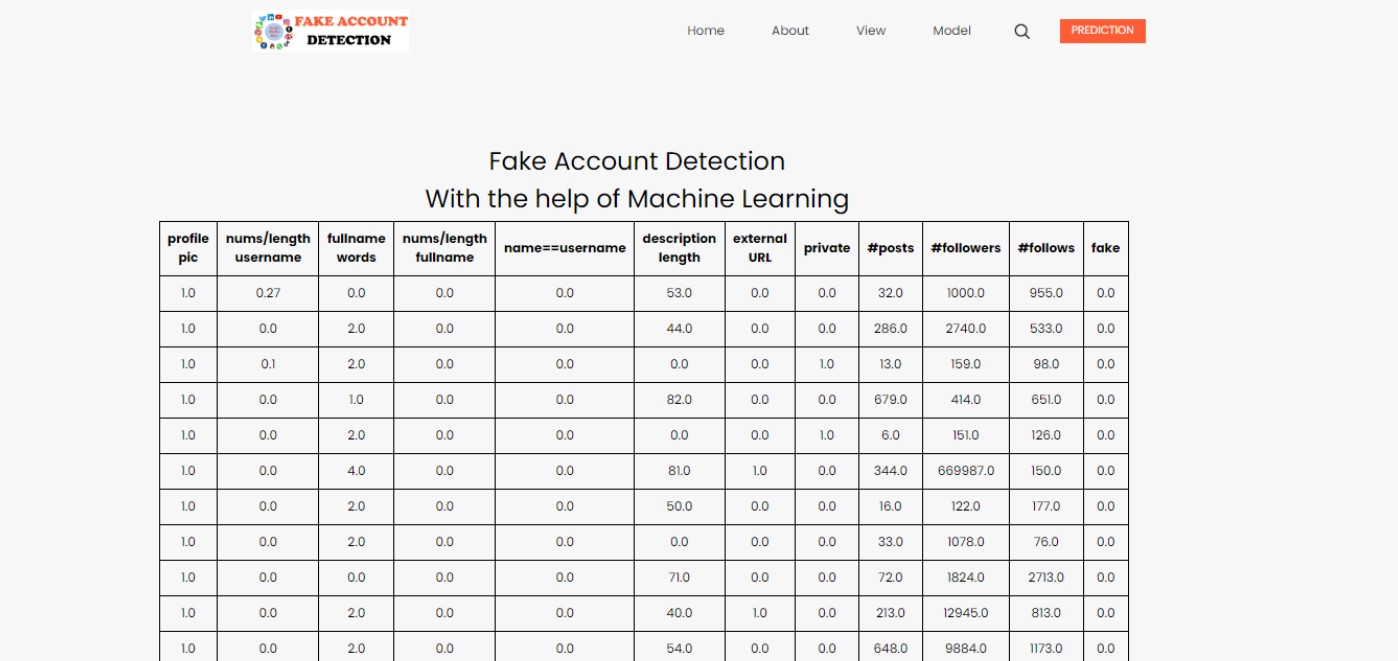 FAKE ACCOUNT
DETECTION
Home About View Model PREDICTION
Fake Account Detection
With the help of Machine Learning
profile pic nums/length username fullname words nums/length fullname name==username description length external URL private #posts #followers #follows fake
1.0 0.27 0.0 0.0 0.0 53.0 0.0 0.0 32.0 1000.0 955.0 0.0
1.0 0.0 2.0 0.0 0.0 44.0 0.0 0.0 286.0 2740.0 533.0 0.0
1.0 0.1 2.0 0.0 0.0 0.0 0.0 1.0 13.0 159.0 98.0 0.0
1.0 0.0 1.0 0.0 0.0 82.0 0.0 0.0 679.0 414.0 651.0 0.0
1.0 0.0 2.0 0.0 0.0 0.0 0.0 1.0 6.0 151.0 126.0 0.0
1.0 0.0 4.0 0.0 0.0 81.0 1.0 0.0 344.0 669987.0 150.0 0.0
1.0 0.0 2.0 0.0 0.0 50.0 0.0 0.0 16.0 122.0 177.0 0.0
1.0 0.0 2.0 0.0 0.0 0.0 0.0 0.0 33.0 1078.0 76.0 0.0
1.0 0.0 0.0 0.0 0.0 71.0 0.0 0.0 72.0 1824.0 2713.0 0.0
1.0 0.0 2.0 0.0 0.0 40.0 1.0 0.0 213.0 12945.0 813.0 0.0
1.0 0.0 2.0 0.0 0.0 54.0 0.0 0.0 648.0 9884.0 1173.0 0.0